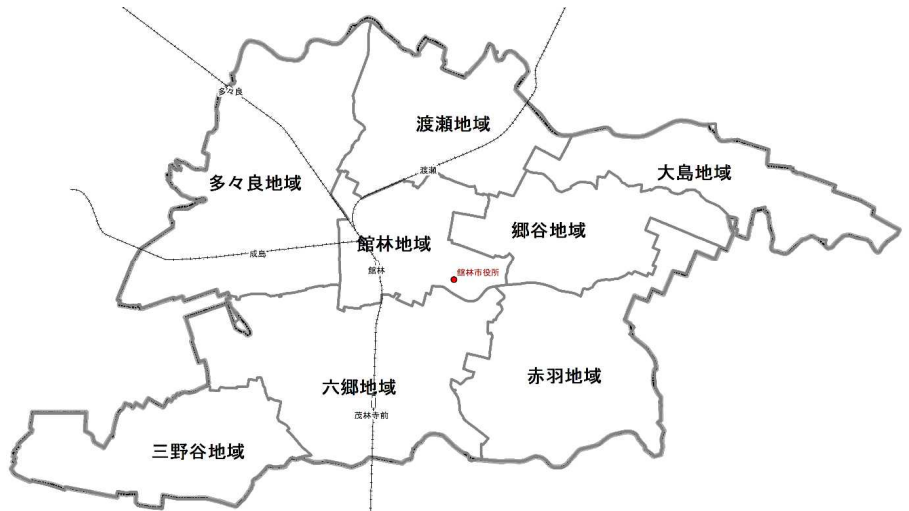 多々良
渡瀬地域
渡瀬
大島地域
多々良地域
郷谷地域
館林地域
成島
館林
館林市役所
赤羽地域
六郷地域
茂林寺前
三野谷地域